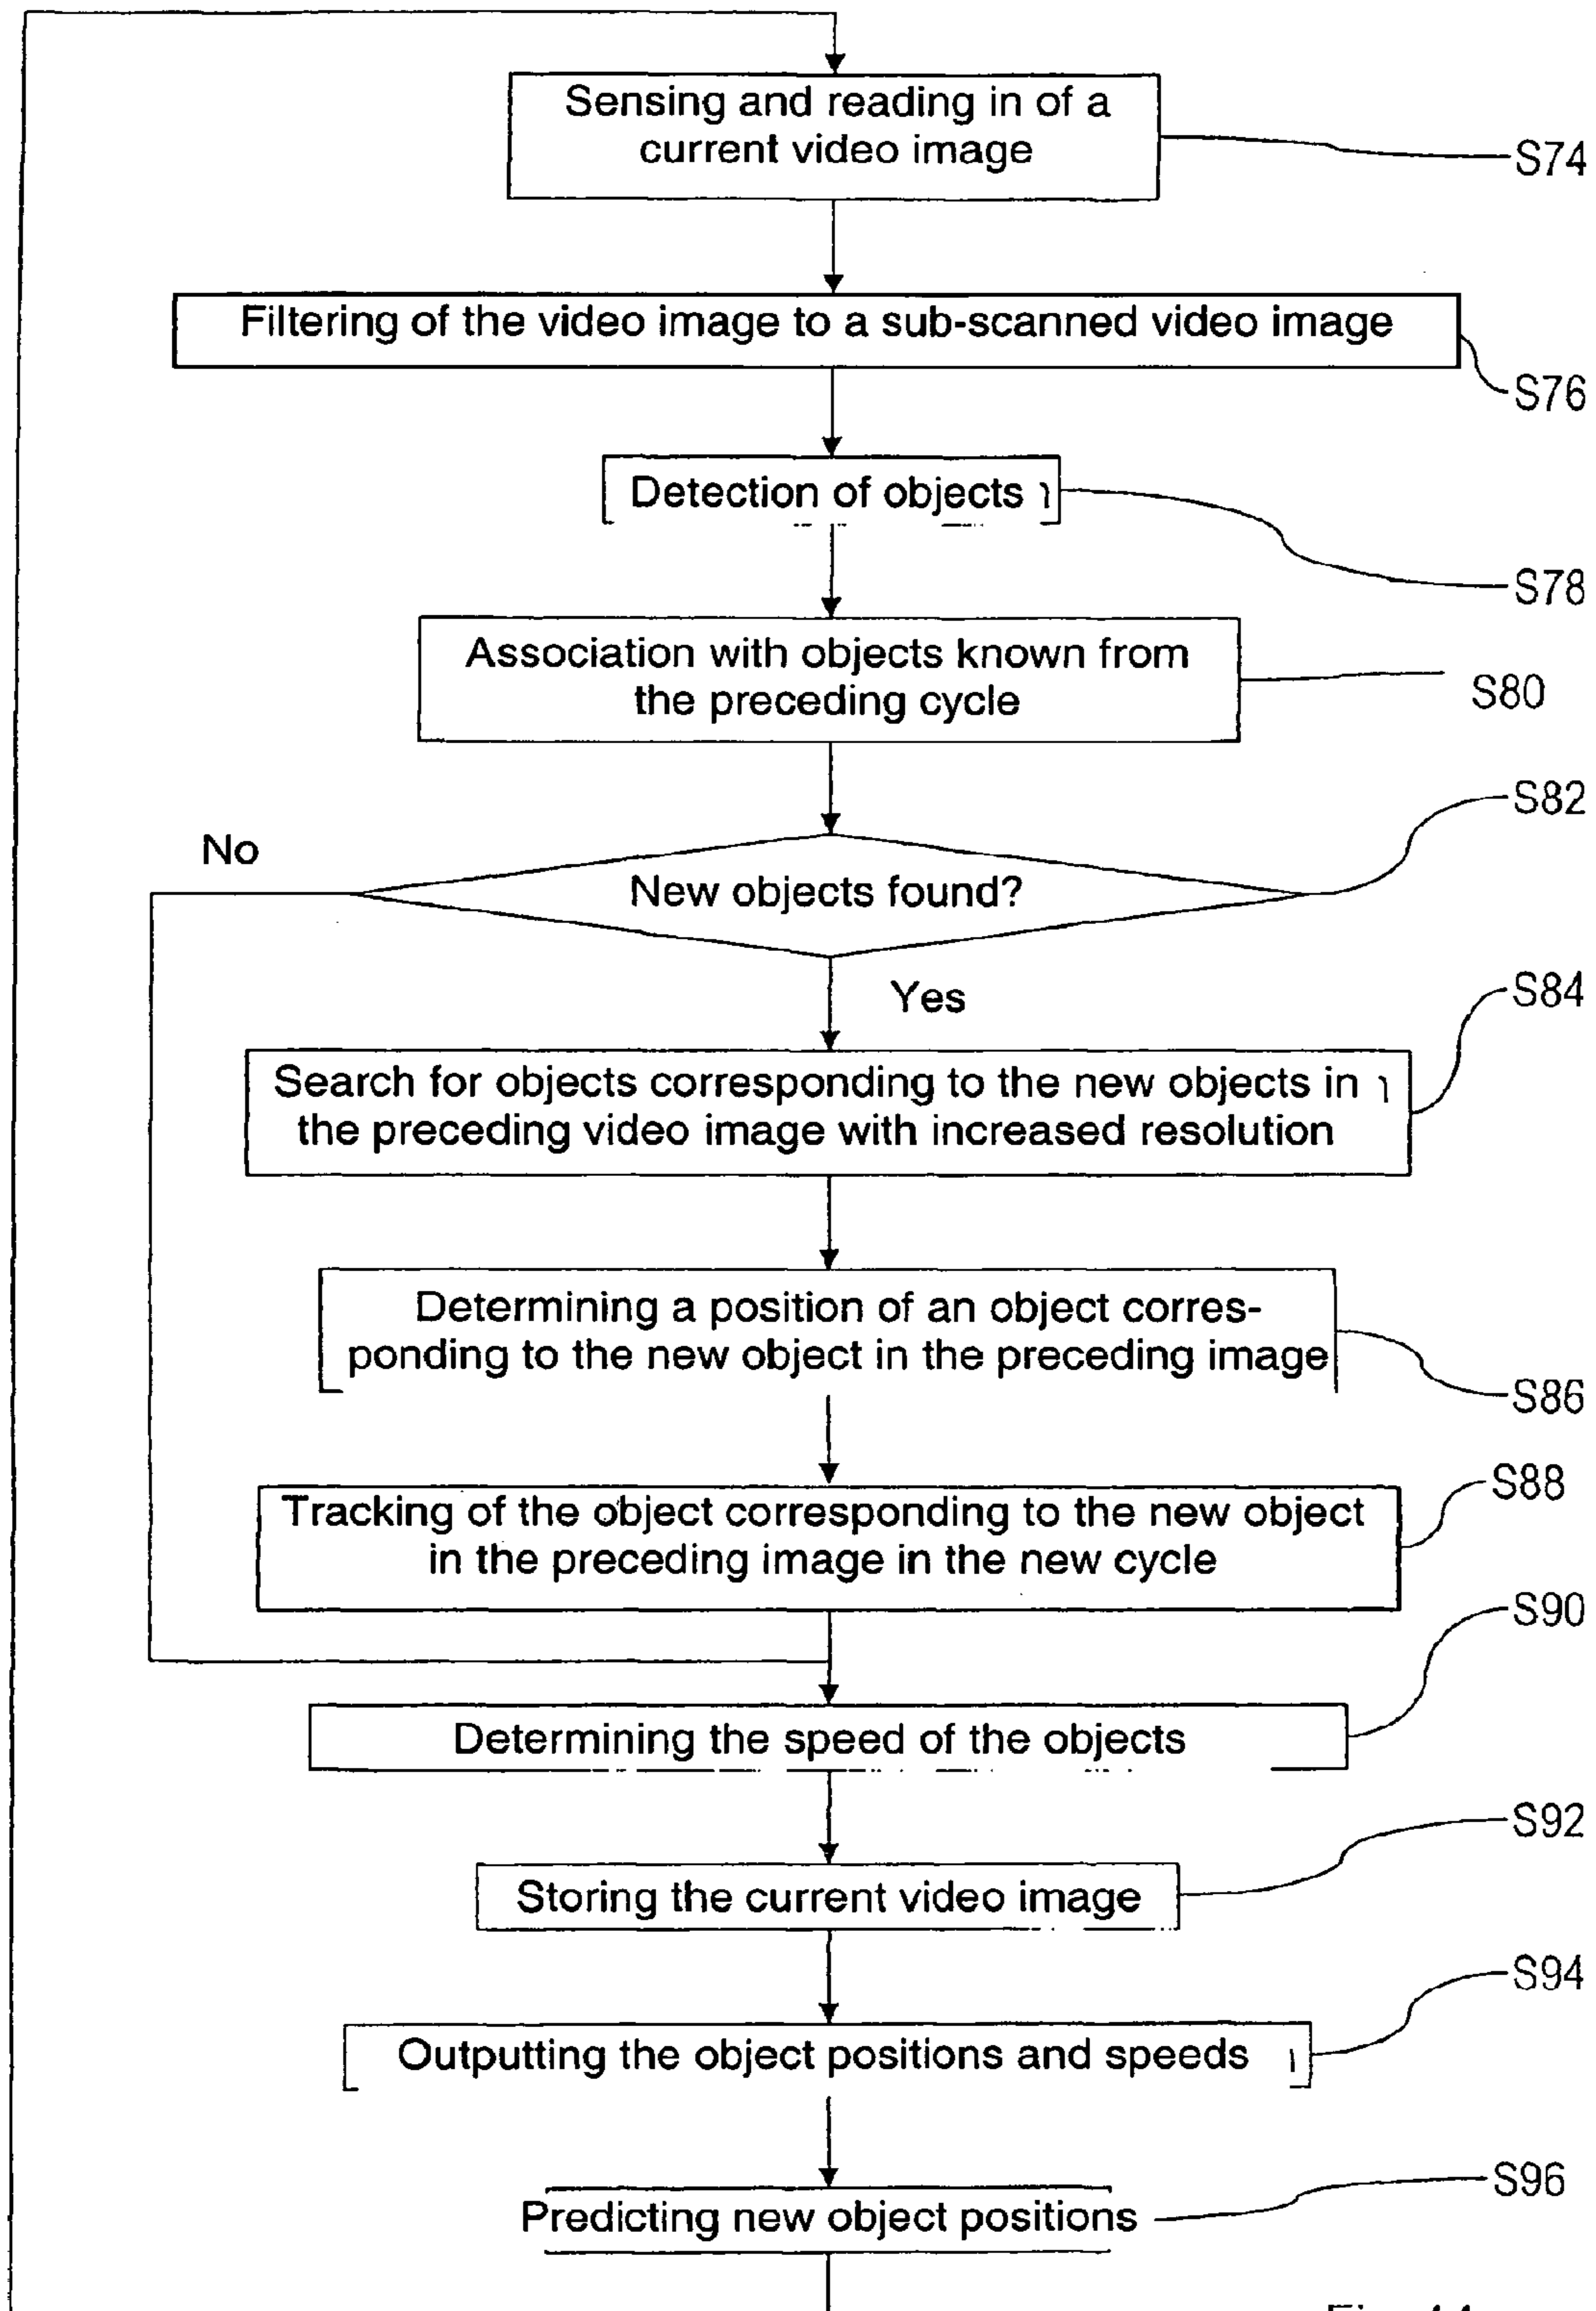 Sensing and reading in of a
current video image
S74
Filtering of the video image to a sub-scanned video image
S76
Detection of objects
S78
Association with objects known from
the preceding cycle
S80
S82
No
New objects found?
Yes
S84
Search for objects corresponding to the new objects in
the preceding video image with increased resolution
Determining a position of an object corres-
ponding to the new object in the preceding image
S86
S88
Tracking of the object corresponding to the new object
in the preceding image in the new cycle
S90
Determining the speed of the objects
S92
Storing the current video image
S94
Outputting the object positions and speeds
S96
Predicting new object positions